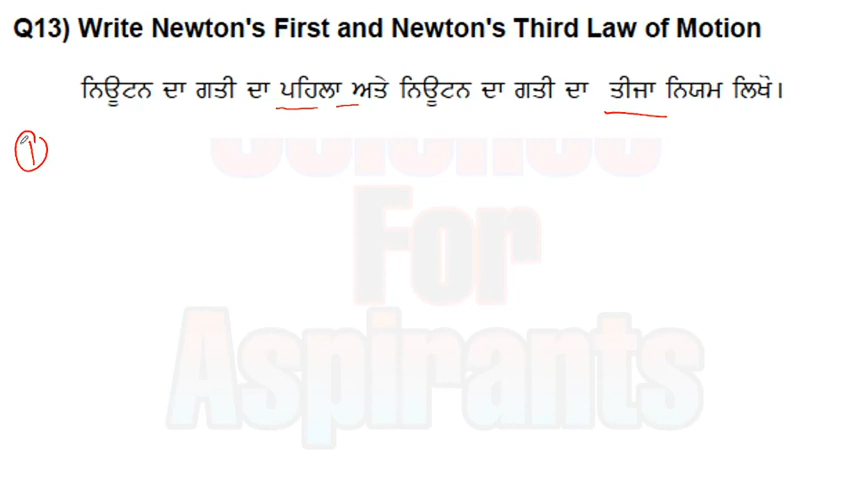 Q13) Write Newton's First and Newton's Third Law of Motion
ਨਿਊਟਨ ਦਾ ਗਤੀ ਦਾ ਪਹਿਲਾ ਅਤੇ ਨਿਊਟਨ ਦਾ ਗਤੀ ਦਾ ਤੀਜਾ ਨਿਯਮ ਲਿਖੋ।
1
Science
For
Aspirants